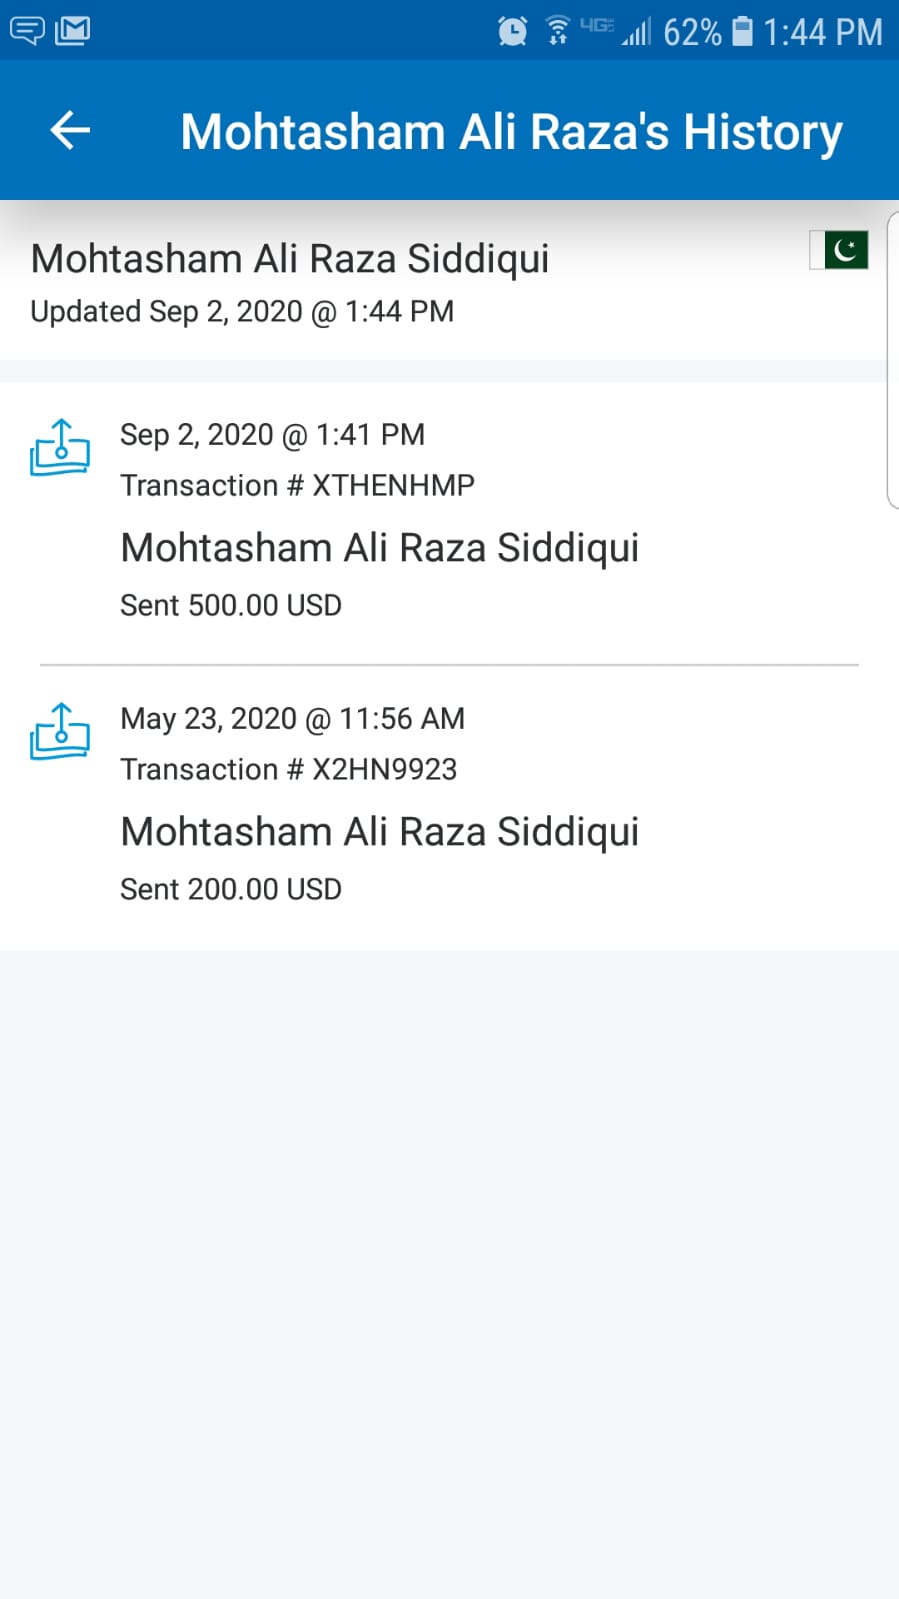 4GE 62% 1:44 PM
Mohtasham Ali Raza's History
Mohtasham Ali Raza Siddiqui
Updated Sep 2, 2020 @ 1:44 PM
Sep 2, 2020 @ 1:41 PM
Transaction # XTHENHMP
Mohtasham Ali Raza Siddiqui
Sent 500.00 USD
May 23, 2020 @ 11:56 AM
Transaction # X2HN9923
Mohtasham Ali Raza Siddiqui
Sent 200.00 USD